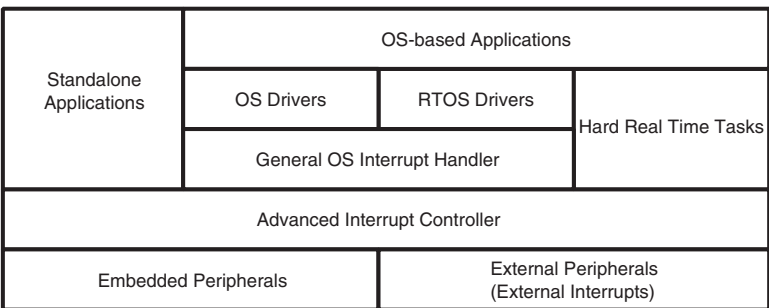 OS-based Applications
Standalone
Applications
OS Drivers
RTOS Drivers
Hard Real Time Tasks
General OS Interrupt Handler
Advanced Interrupt Controller
Embedded Peripherals
External Peripherals
(External Interrupts)